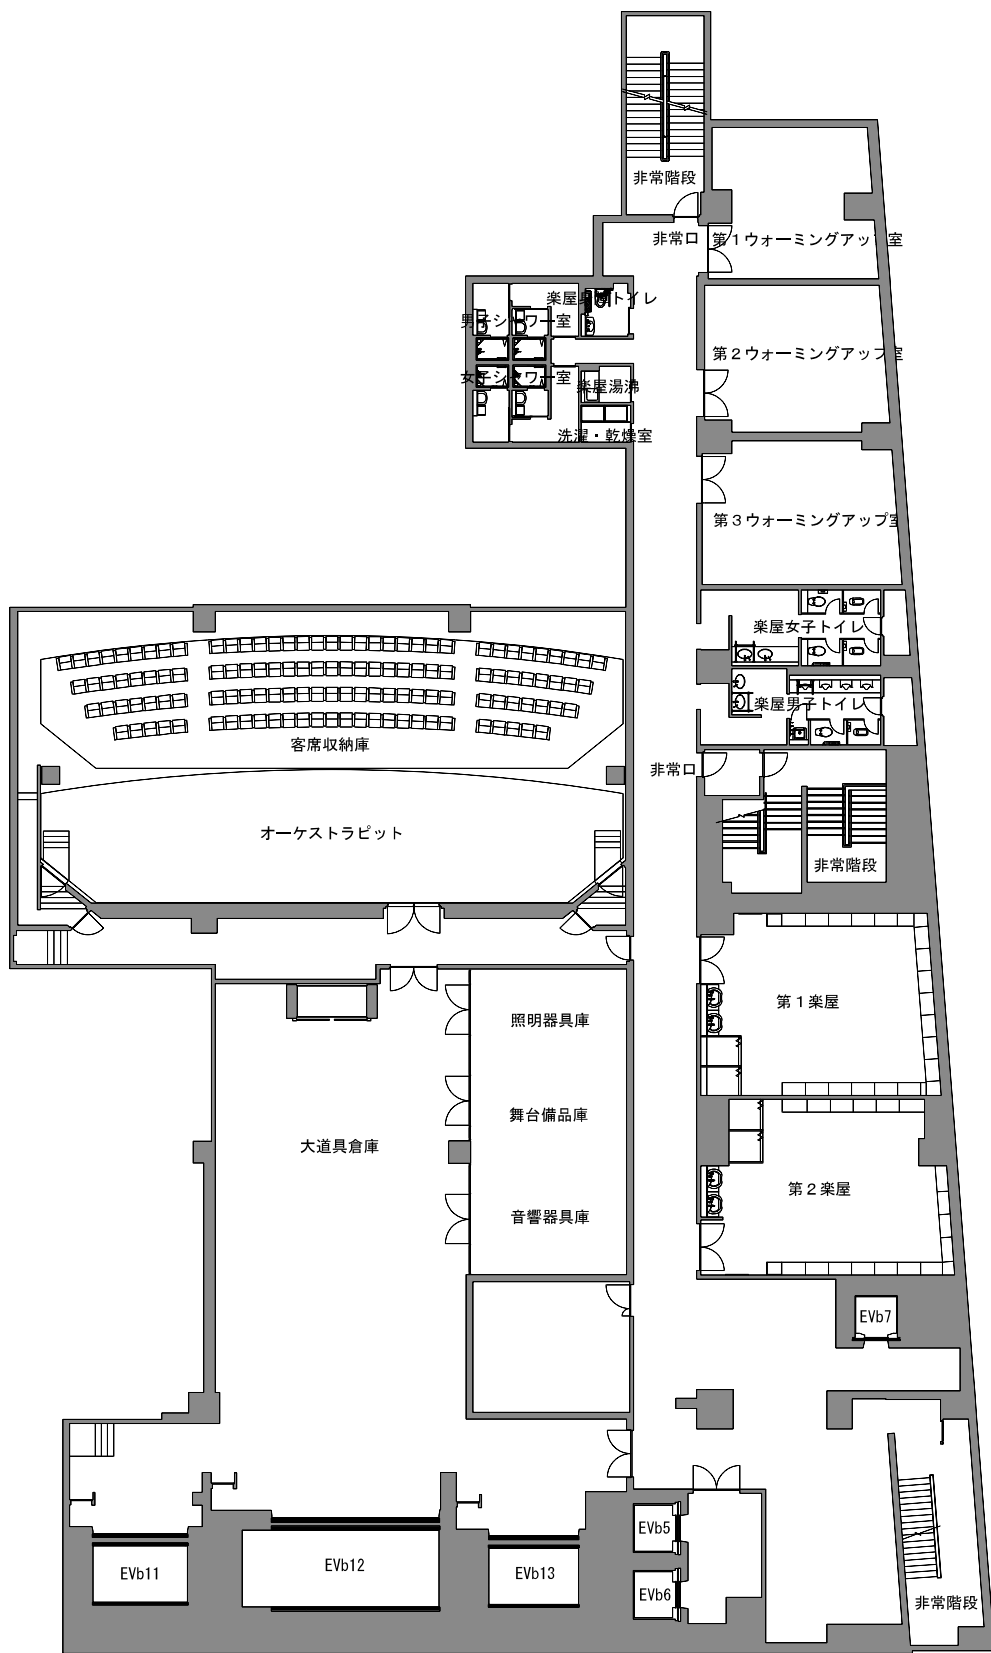 非常階段
非常口
第１ウォーミングアップ室
楽屋身障トイレ
男子シャワー室
第２ウォーミングアップ室
女子シャワー室
楽屋湯沸
洗濯・乾燥室
第３ウォーミングアップ室
楽屋女子トイレ
楽屋男子トイレ
客席収納庫
非常口
オーケストラピット
非常階段
第１楽屋
照明器具庫
舞台備品庫
大道具倉庫
第２楽屋
音響器具庫
EVb7
EVb5
EVb12
EVb11
EVb13
EVb6
非常階段